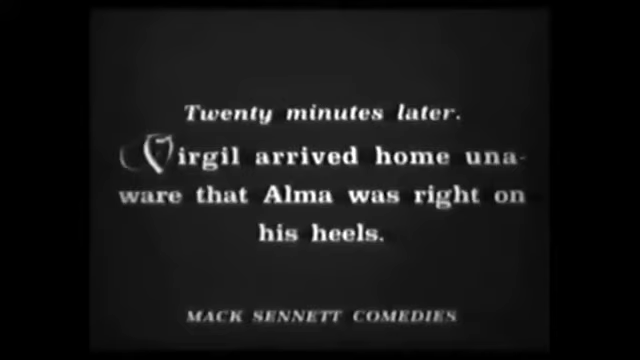 Twenty minutes later.
Virgil arrived home una-
ware that Alma was right on
his heels.
MACK SENNETT COMEDIES